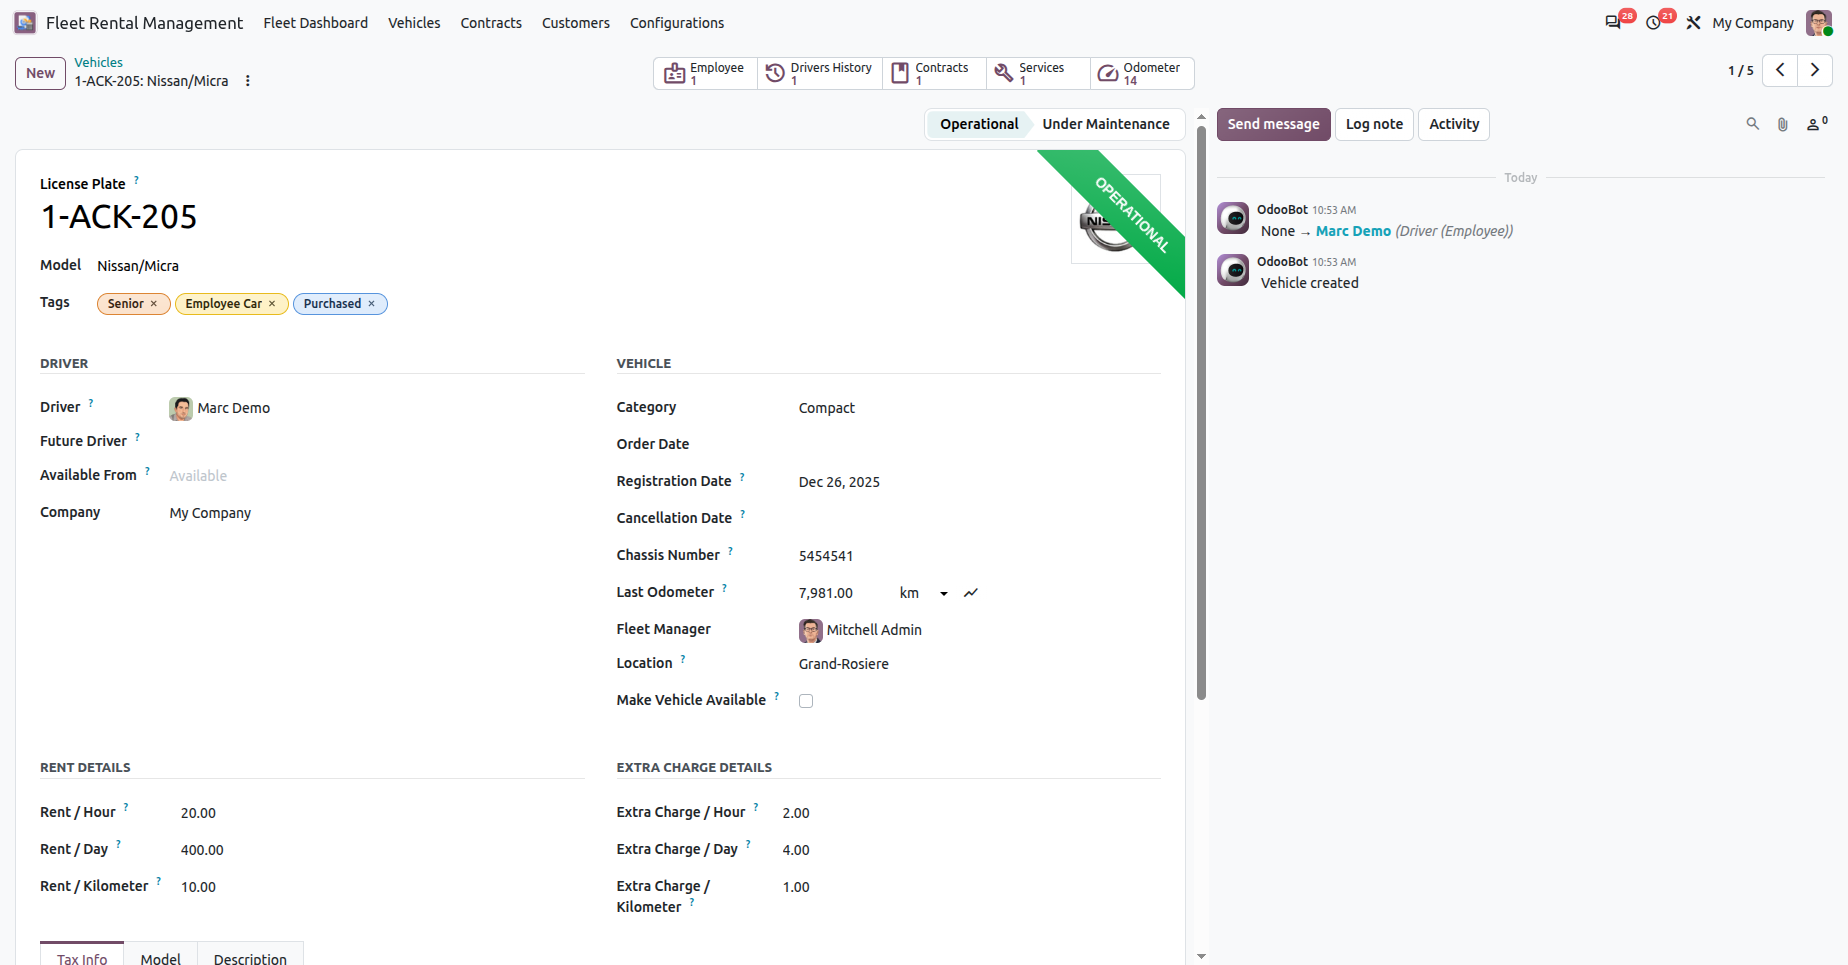 Fleet Rental Management Fleet Dashboard Vehicles Contracts Customers Configurations 28 21 My Company
New
Vehicles
1-ACK-205: Nissan/Micra
Employee 1
Drivers History 1
Contracts 1
Services 1
Odometer 14
1 / 5
Operational Under Maintenance
Send message Log note Activity 0
OPERATIONAL
License Plate ?
1-ACK-205
Model Nissan/Micra
Tags Senior × Employee Car × Purchased ×
DRIVER
Driver ? Marc Demo
Future Driver ?
Available From ? Available
Company My Company
VEHICLE
Category Compact
Order Date
Registration Date ? Dec 26, 2025
Cancellation Date ?
Chassis Number ? 5454541
Last Odometer ? 7,981.00 km
Fleet Manager Mitchell Admin
Location ? Grand-Rosiere
Make Vehicle Available ?
RENT DETAILS
Rent / Hour ? 20.00
Rent / Day ? 400.00
Rent / Kilometer ? 10.00
EXTRA CHARGE DETAILS
Extra Charge / Hour ? 2.00
Extra Charge / Day ? 4.00
Extra Charge / 1.00
Kilometer ?
Tax Info Model Description
Today
OdooBot 10:53 AM
None → Marc Demo (Driver (Employee))
OdooBot 10:53 AM
Vehicle created